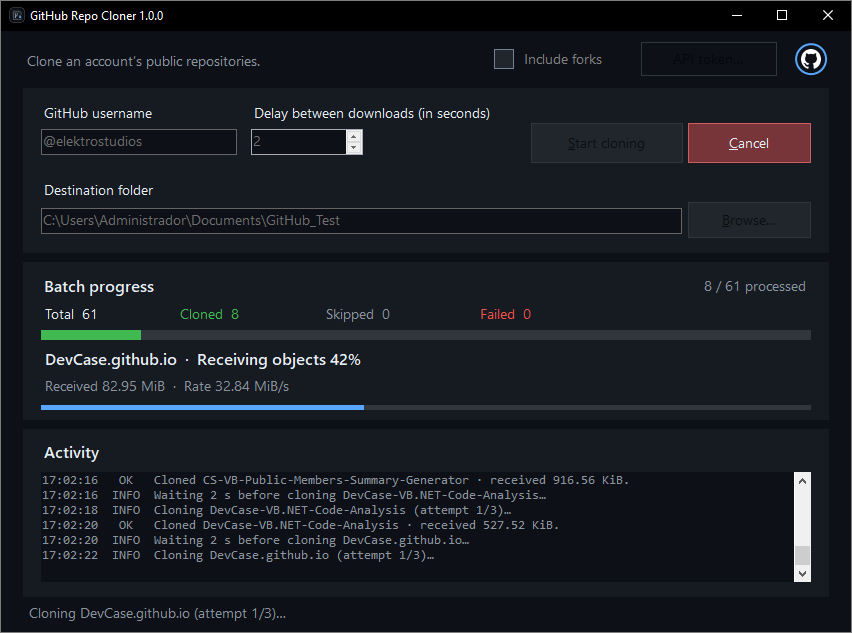 GitHub Repo Cloner 1.0.0
Clone an account's public repositories.
Include forks
API token...
GitHub username
Delay between downloads (in seconds)
@elektrostudios
2
Start cloning
Cancel
Destination folder
C:\Users\Administrador\Documents\GitHub_Test
Browse...
Batch progress
8 / 61 processed
Total 61
Cloned 8
Skipped 0
Failed 0
DevCase.github.io · Receiving objects 42%
Received 82.95 MiB · Rate 32.84 MiB/s
Activity
17:02:16 OK Cloned CS-VB-Public-Members-Summary-Generator · received 916.56 KiB.
17:02:16 INFO Waiting 2 s before cloning DevCase-VB.NET-Code-Analysis…
17:02:18 INFO Cloning DevCase-VB.NET-Code-Analysis (attempt 1/3)…
17:02:20 OK Cloned DevCase-VB.NET-Code-Analysis · received 527.52 KiB.
17:02:20 INFO Waiting 2 s before cloning DevCase.github.io…
17:02:22 INFO Cloning DevCase.github.io (attempt 1/3)…
Cloning DevCase.github.io (attempt 1/3)…